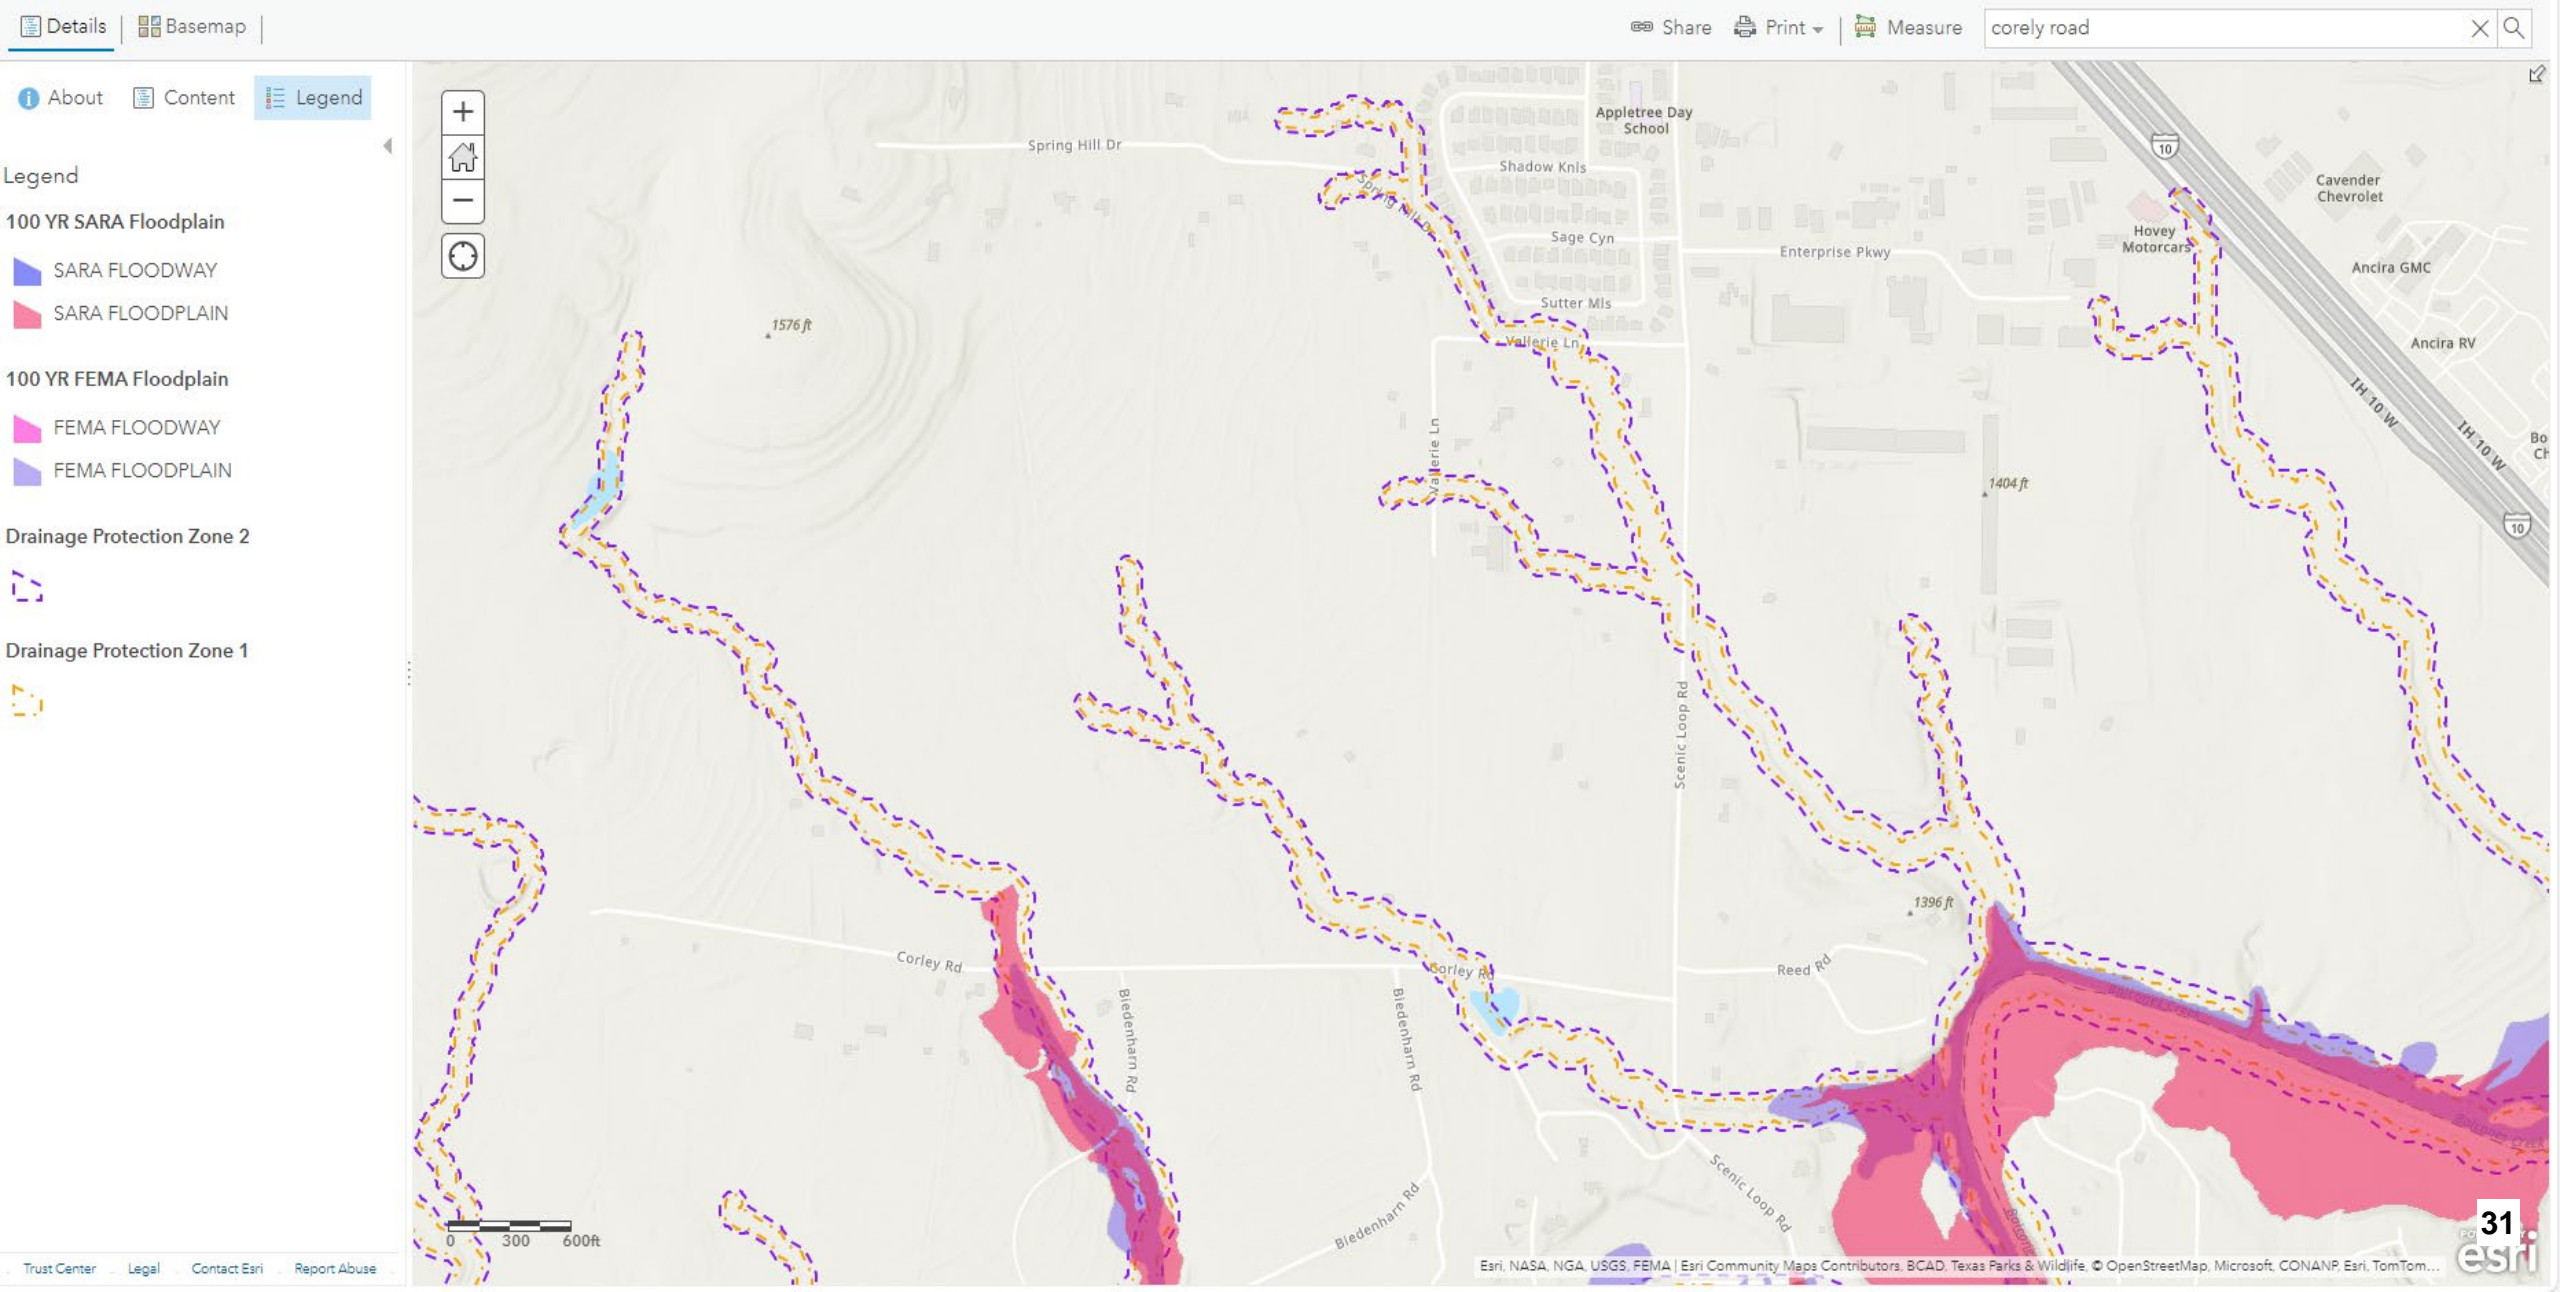 Details
Basemap
Share
Print
Measure
corely road
About
Content
Legend
Legend
100 YR SARA Floodplain
SARA FLOODWAY
SARA FLOODPLAIN
100 YR FEMA Floodplain
FEMA FLOODWAY
FEMA FLOODPLAIN
Drainage Protection Zone 2
Drainage Protection Zone 1
Trust Center
Legal
Contact Esri
Report Abuse
Appletree Day
School
Spring Hill Dr
Shadow Knls
10
Cavender
Chevrolet
Spring Hill Dr
Sage Cyn
Hovey
Motorcars
Enterprise Pkwy
Ancira GMC
Sutter Mls
1576 ft
Vallerie Ln
Ancira RV
IH 10 W
IH 10 W
Vallerie Ln
1404 ft
10
Scenic Loop Rd
1396 ft
Corley Rd
Corley Rd
Reed Rd
Biedenharn Rd
Biedenharn Rd
Scenic Loop Rd
Biedenharn Rd
0 300 600ft
31
esri
Esri, NASA, NGA, USGS, FEMA | Esri Community Maps Contributors, BCAD, Texas Parks & Wildlife, © OpenStreetMap, Microsoft, CONANP, Esri, TomTom...